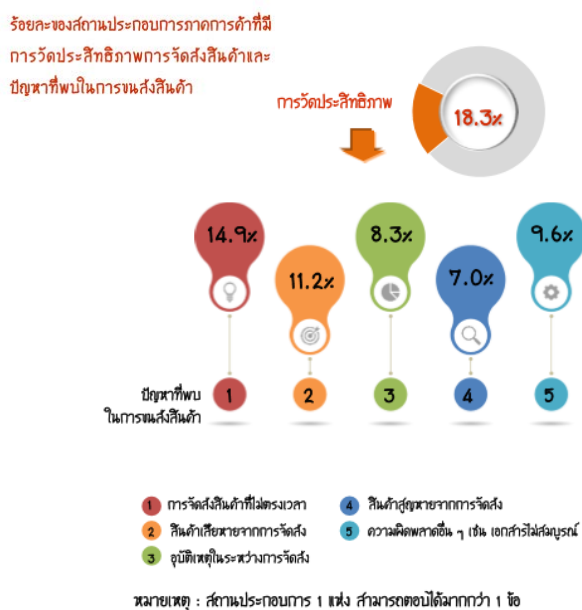 ร้อยละของสถานประกอบการภาคการค้าที่มี
การวัดประสิทธิภาพการจัดส่งสินค้าและ
ปัญหาที่พบในการขนส่งสินค้า
การวัดประสิทธิภาพ
18.3%
14.9%
11.2%
8.3%
7.0%
9.6%
ปัญหาที่พบ
ในการขนส่งสินค้า
1
2
3
4
5
1 การจัดส่งสินค้าที่ไม่ตรงเวลา
2 สินค้าเสียหายจากการจัดส่ง
3 อุบัติเหตุในระหว่างการจัดส่ง
4 สินค้าสูญหายจากการจัดส่ง
5 ความผิดพลาดอื่น ๆ เช่น เอกสารไม่สมบูรณ์
หมายเหตุ : สถานประกอบการ 1 แห่ง สามารถตอบได้มากกว่า 1 ข้อ